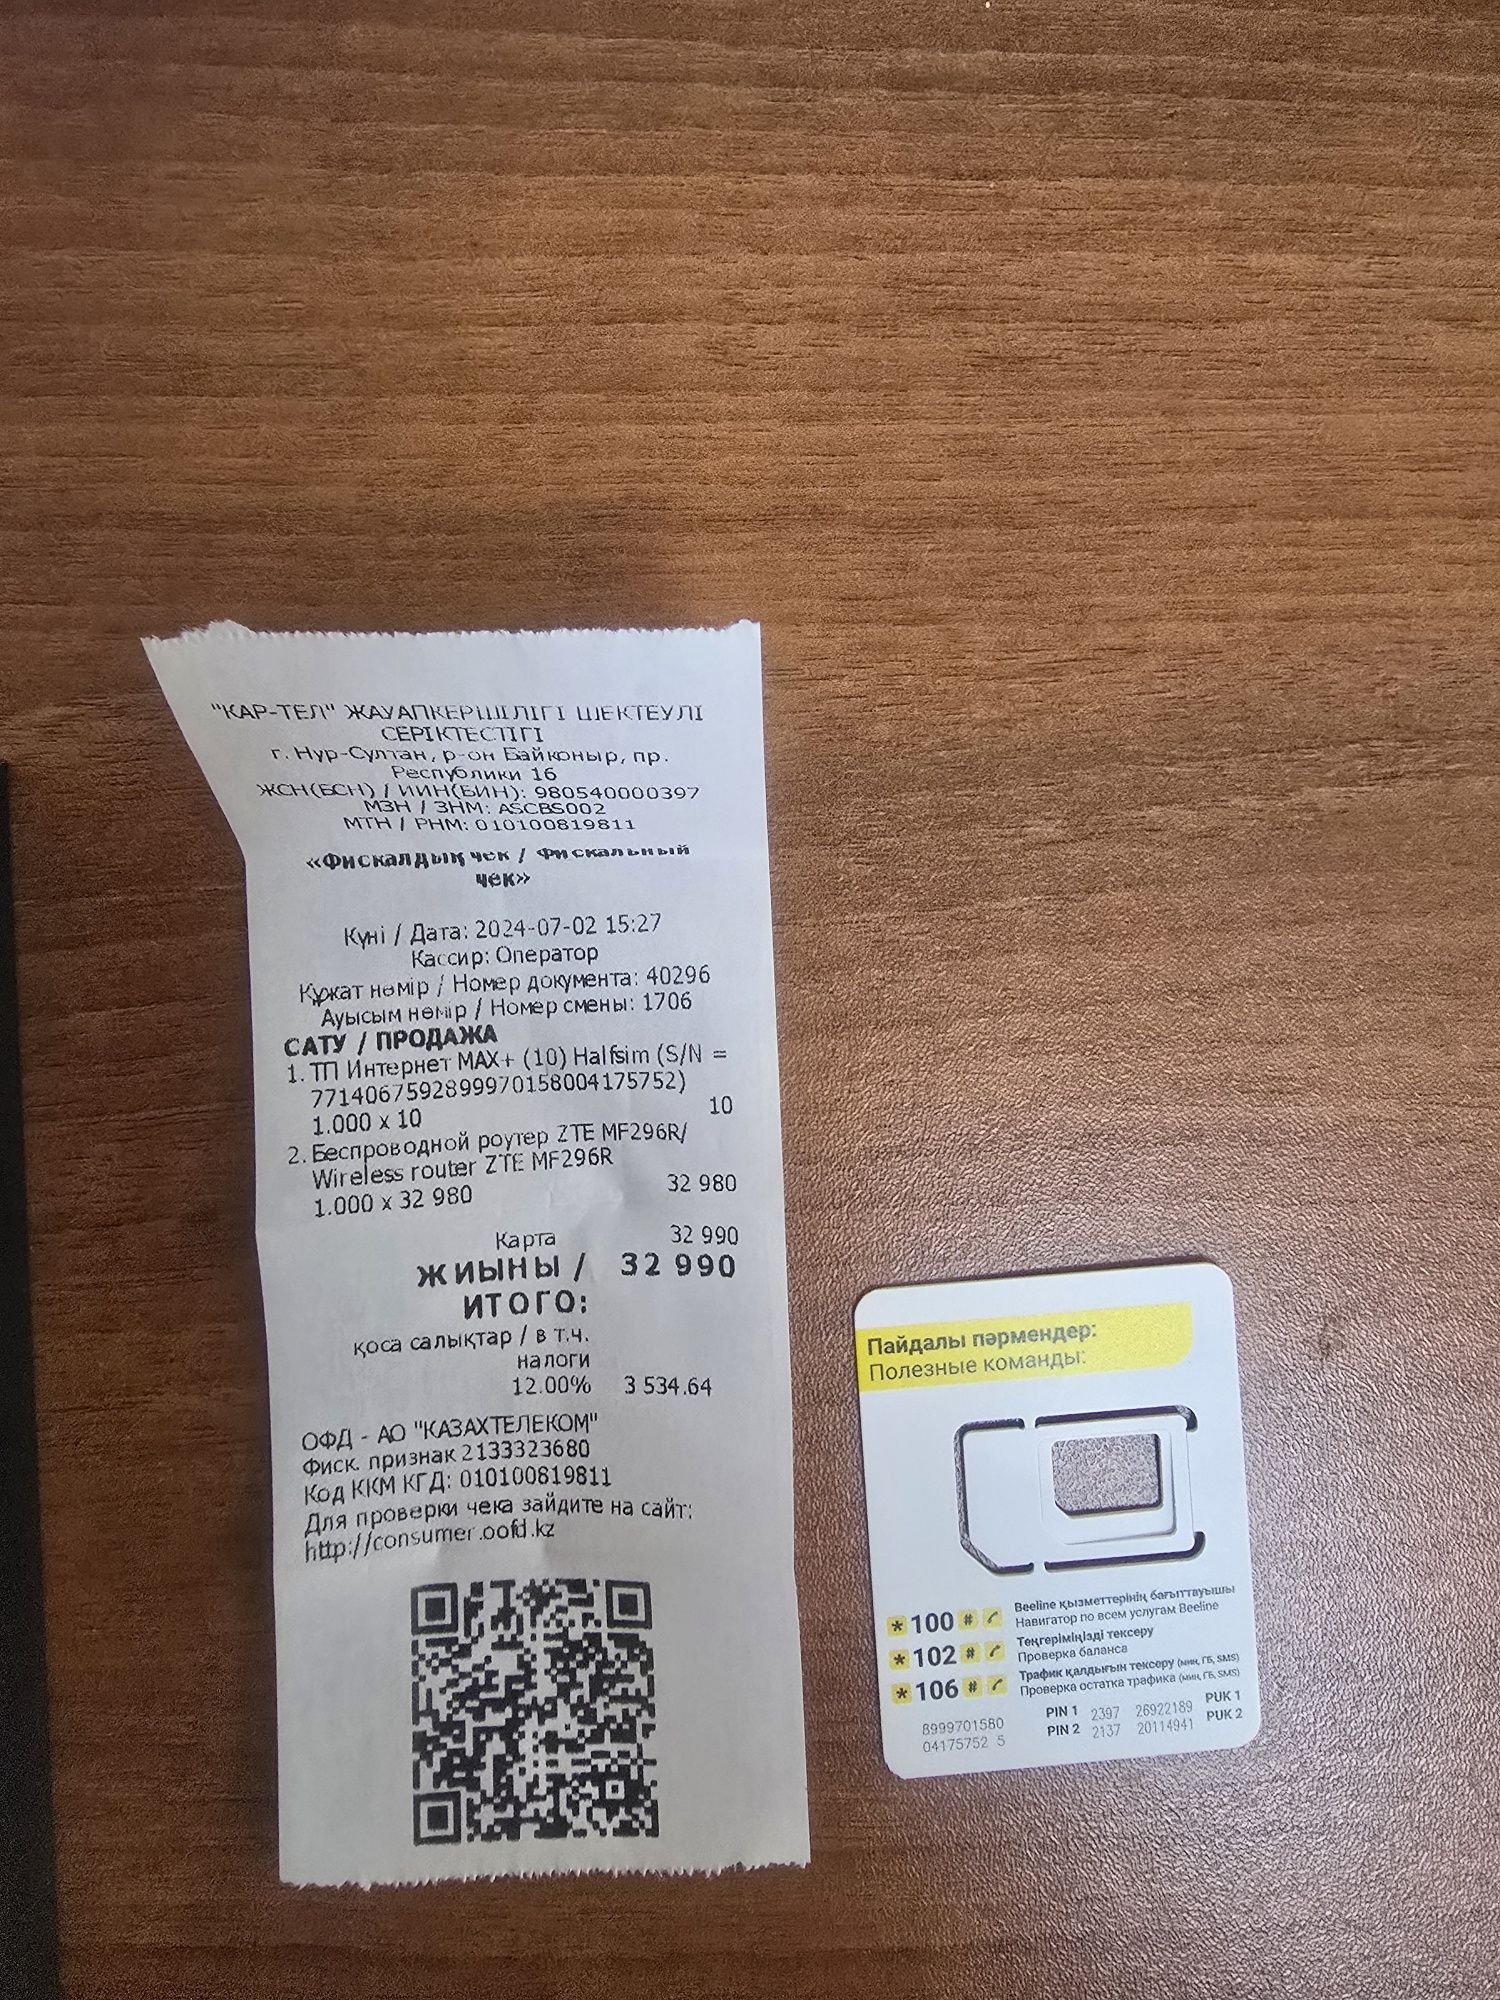 "КАР-ТЕЛ" ЖАУАПКЕРШІЛІГІ ШЕКТЕУЛІ
СЕРІКТЕСТІГІ
г. Нур-Султан, р-он Байконыр, пр.
Республики 16
ЖСН(БСН) / ИИН(БИН): 980540000397
МЗН / ЗНМ: ASCBS002
МТН / РНМ: 010100819811
«Фискалдық чек / Фискальный
чек»
Күні / Дата: 2024-07-02 15:27
Кассир: Оператор
Құжат нөмір / Номер документа: 40296
Ауысым нөмір / Номер смены: 1706
САТУ / ПРОДАЖА
1. ТП Интернет MAX+ (10) Halfsim (S/N =
7714067592899970158004175752)
1.000 x 10 10
2. Беспроводной роутер ZTE MF296R/
Wireless router ZTE MF296R
1.000 x 32 980 32 980
Карта 32 990
ЖИЫНЫ / 32 990
ИТОГО:
қоса салықтар / в т.ч.
налоги
12.00% 3 534.64
ОФД - АО "КАЗАХТЕЛЕКОМ"
Фиск. признак 2133323680
Код ККМ КГД: 010100819811
Для проверки чека зайдите на сайт:
http://consumer.oofd.kz
Пайдалы пәрмендер:
Полезные команды:
*100# Beeline қызметтерінің бағыттауышы
Навигатор по всем услугам Beeline
*102# Теңгеріміңізді тексеру
Проверка баланса
*106# Трафик қалдығын тексеру (мин, ГБ, SMS)
Проверка остатка трафика (мин, ГБ, SMS)
8999701580 PIN 1 2397 26922189 PUK 1
04175752 5 PIN 2 2137 20114941 PUK 2